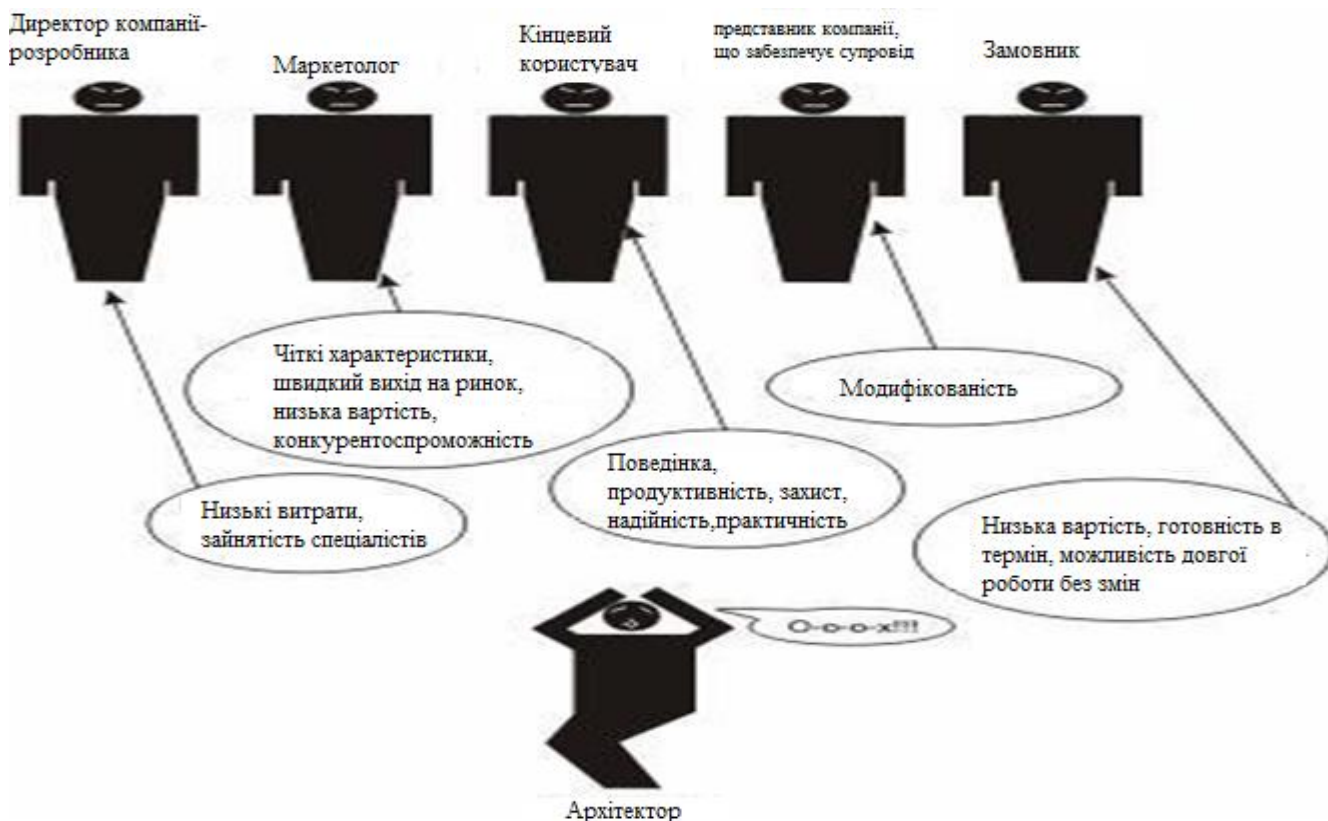 Директор компанії-
розробника
Маркетолог
Кінцевий
користувач
представник компанії,
що забезпечує супровід
Замовник
Чіткі характеристики,
швидкий вихід на ринок,
низька вартість,
конкурентоспроможність
Модифікованість
Низькі витрати,
зайнятість спеціалістів
Поведінка,
продуктивність, захист,
надійність,практичність
Низька вартість, готовність в
термін, можливість довгої
роботи без змін
О-о-о-х!!!
Архітектор